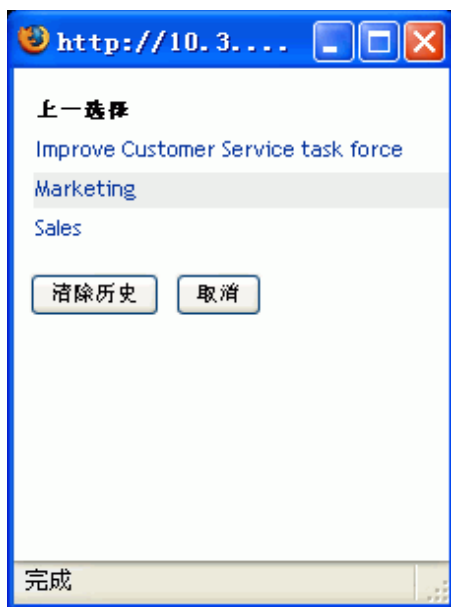 http://10.3....
上一选择
Improve Customer Service task force
Marketing
Sales
清除历史 取消
完成